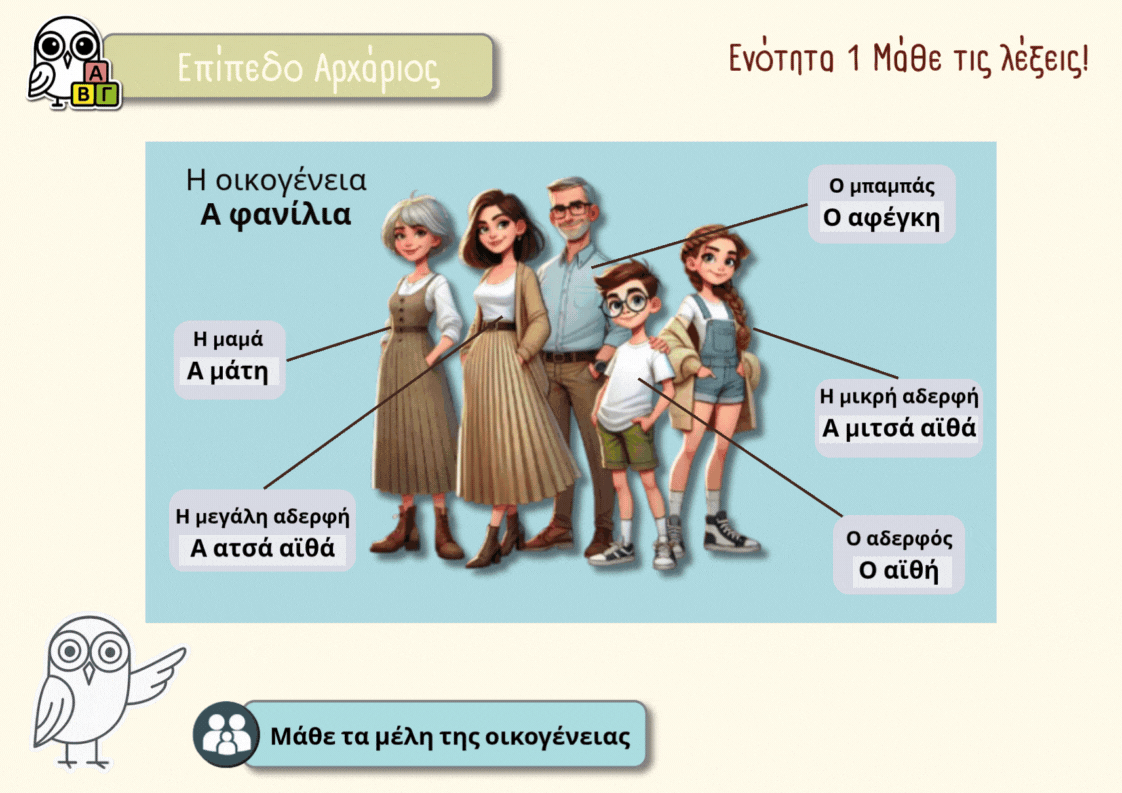 Επίπεδο Αρχάριος
Ενότητα 1 Μάθε τις λέξεις!
Α
Β Γ
Η οικογένεια
Α φανίλια
Ο μπαμπάς
Ο αφέγκη
Η μαμά
Α μάτη
Η μικρή αδερφή
Α μιτσά αϊθά
Η μεγάλη αδερφή
Α ατσά αϊθά
Ο αδερφός
Ο αϊθή
Μάθε τα μέλη της οικογένειας